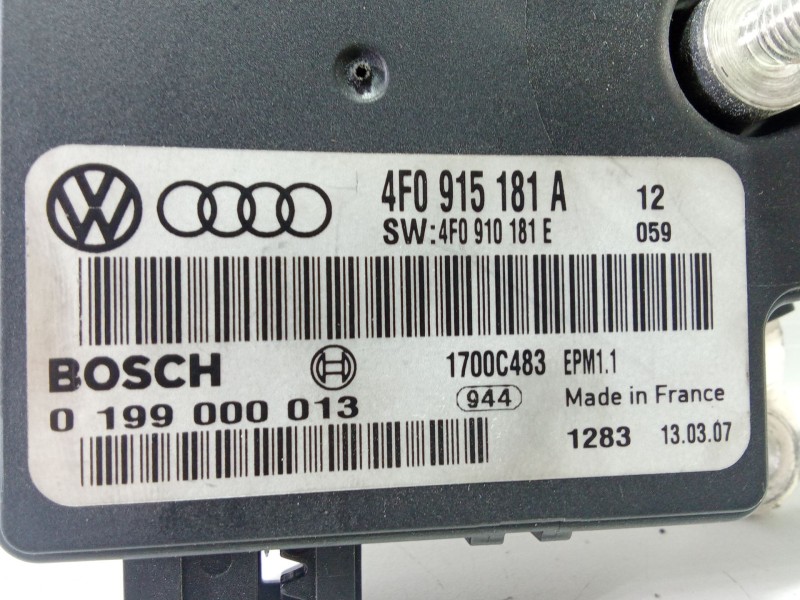 4F0 915 181 A 12
SW:4F0 910 181 E 059
BOSCH 1700C483 EPM1.1
944 Made in France
0 199 000 013
1283 13.03.07